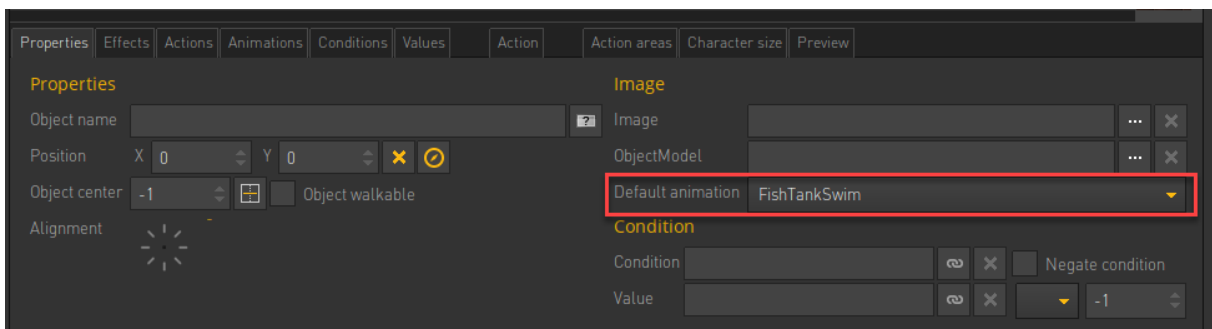 Properties Effects Actions Animations Conditions Values Action Action areas Character size Preview
Properties
Object name
?
Position X 0 Y 0
Object center -1 Object walkable
Alignment
Image
Image ...
ObjectModel ...
Default animation FishTankSwim
Condition
Condition Negate condition
Value -1